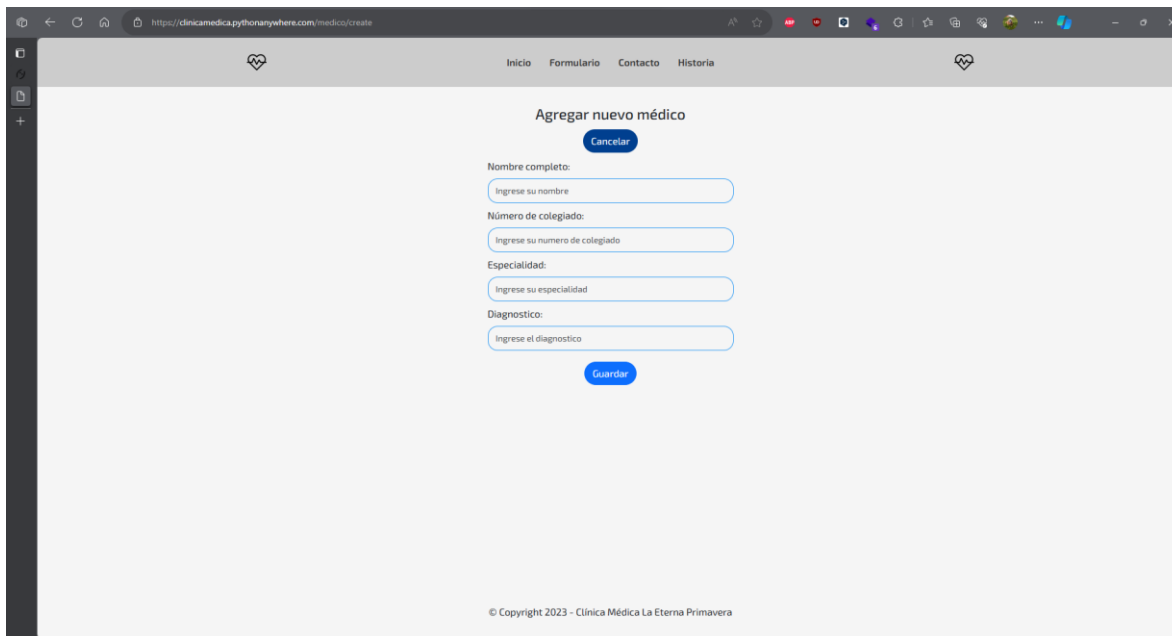 https://clinicamedica.pythonanywhere.com/medico/create
Inicio Formulario Contacto Historia
Agregar nuevo médico
Cancelar
Nombre completo:
Ingrese su nombre
Número de colegiado:
Ingrese su numero de colegiado
Especialidad:
Ingrese su especialidad
Diagnostico:
Ingrese el diagnostico
Guardar
© Copyright 2023 - Clínica Médica La Eterna Primavera